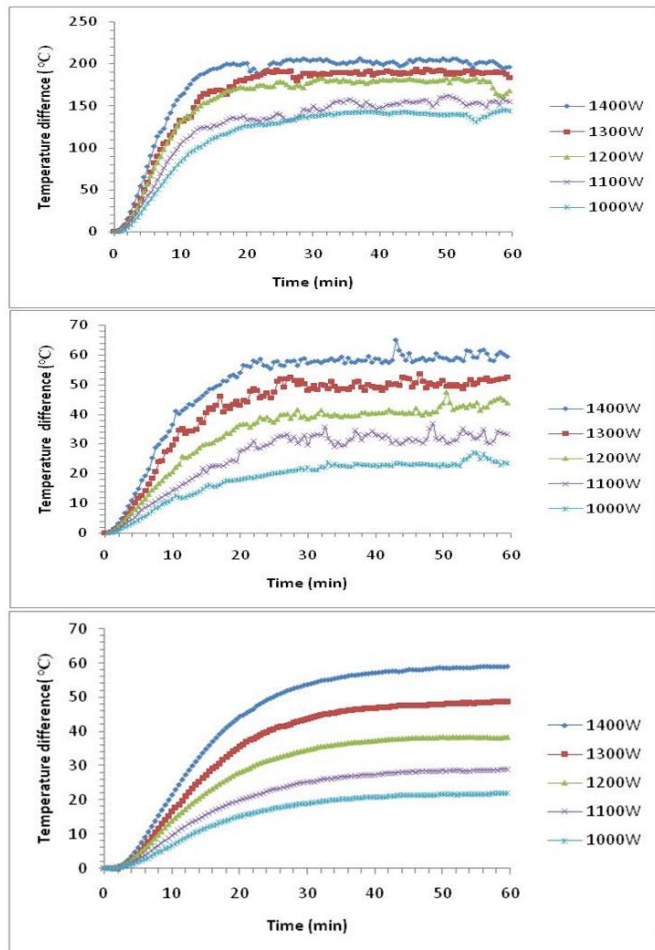 Temperature differnce (°C)
250
200
150
100
50
0
0 10 20 30 40 50 60
Time (min)
1400W
1300W
1200W
1100W
1000W
Temperature difference (°C)
70
60
50
40
30
20
10
0
0 10 20 30 40 50 60
Time (min)
1400W
1300W
1200W
1100W
1000W
Temperature difference(°C)
70
60
50
40
30
20
10
0
0 10 20 30 40 50 60
Time (min)
1400W
1300W
1200W
1100W
1000W